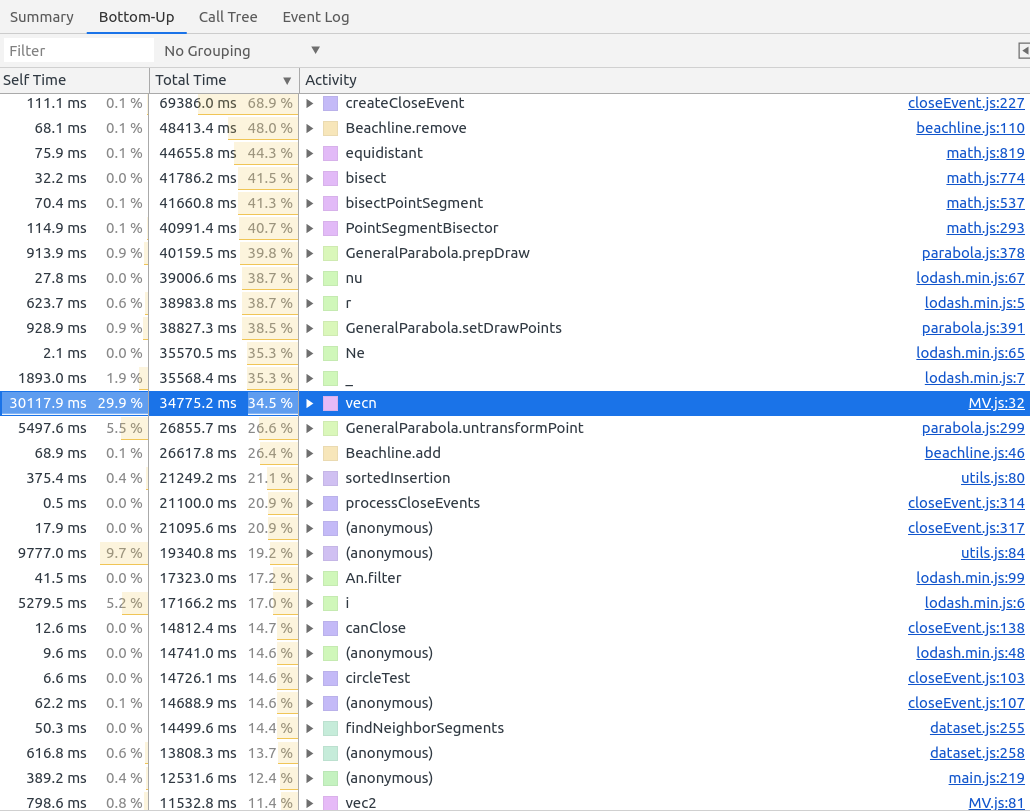 Summary Bottom-Up Call Tree Event Log
Filter No Grouping ▼
Self Time Total Time ▼ Activity
111.1 ms 0.1 % 69386.0 ms 68.9 % createCloseEvent closeEvent.js:227
68.1 ms 0.1 % 48413.4 ms 48.0 % Beachline.remove beachline.js:110
75.9 ms 0.1 % 44655.8 ms 44.3 % equidistant math.js:819
32.2 ms 0.0 % 41786.2 ms 41.5 % bisect math.js:774
70.4 ms 0.1 % 41660.8 ms 41.3 % bisectPointSegment math.js:537
114.9 ms 0.1 % 40991.4 ms 40.7 % PointSegmentBisector math.js:293
913.9 ms 0.9 % 40159.5 ms 39.8 % GeneralParabola.prepDraw parabola.js:378
27.8 ms 0.0 % 39006.6 ms 38.7 % nu lodash.min.js:67
623.7 ms 0.6 % 38983.8 ms 38.7 % r lodash.min.js:5
928.9 ms 0.9 % 38827.3 ms 38.5 % GeneralParabola.setDrawPoints parabola.js:391
2.1 ms 0.0 % 35570.5 ms 35.3 % Ne lodash.min.js:65
1893.0 ms 1.9 % 35568.4 ms 35.3 % _ lodash.min.js:7
30117.9 ms 29.9 % 34775.2 ms 34.5 % vecn MV.js:32
5497.6 ms 5.5 % 26855.7 ms 26.6 % GeneralParabola.untransformPoint parabola.js:299
68.9 ms 0.1 % 26617.8 ms 26.4 % Beachline.add beachline.js:46
375.4 ms 0.4 % 21249.2 ms 21.1 % sortedInsertion utils.js:80
0.5 ms 0.0 % 21100.0 ms 20.9 % processCloseEvents closeEvent.js:314
17.9 ms 0.0 % 21095.6 ms 20.9 % (anonymous) closeEvent.js:317
9777.0 ms 9.7 % 19340.8 ms 19.2 % (anonymous) utils.js:84
41.5 ms 0.0 % 17323.0 ms 17.2 % An.filter lodash.min.js:99
5279.5 ms 5.2 % 17166.2 ms 17.0 % i lodash.min.js:6
12.6 ms 0.0 % 14812.4 ms 14.7 % canClose closeEvent.js:138
9.6 ms 0.0 % 14741.0 ms 14.6 % (anonymous) lodash.min.js:48
6.6 ms 0.0 % 14726.1 ms 14.6 % circleTest closeEvent.js:103
62.2 ms 0.1 % 14688.9 ms 14.6 % (anonymous) closeEvent.js:107
50.3 ms 0.0 % 14499.6 ms 14.4 % findNeighborSegments dataset.js:255
616.8 ms 0.6 % 13808.3 ms 13.7 % (anonymous) dataset.js:258
389.2 ms 0.4 % 12531.6 ms 12.4 % (anonymous) main.js:219
798.6 ms 0.8 % 11532.8 ms 11.4 % vec2 MV.js:81